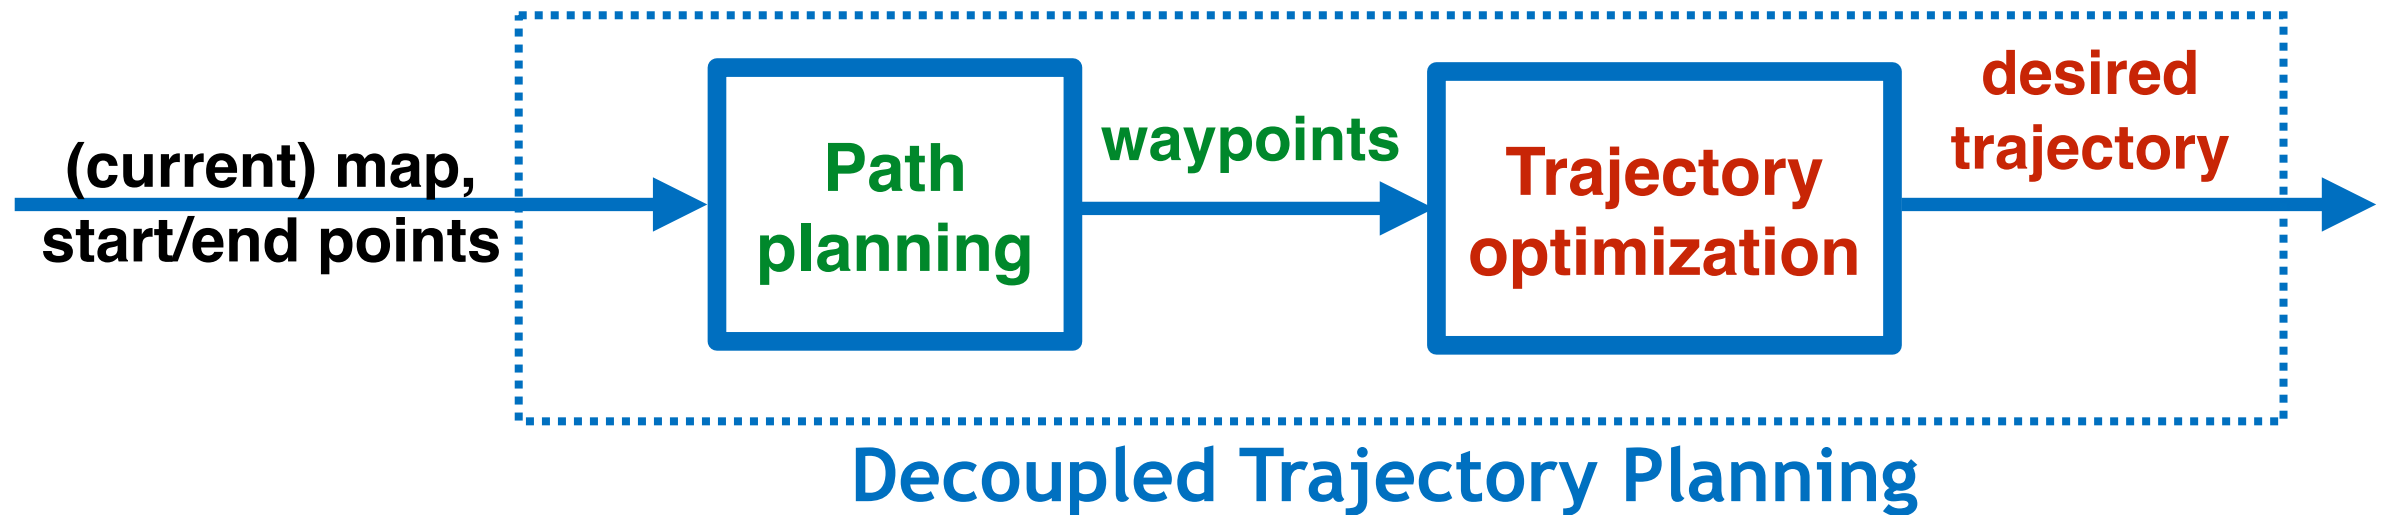 (current) map,
start/end points
Path
planning
waypoints
Trajectory
optimization
desired
trajectory
Decoupled Trajectory Planning